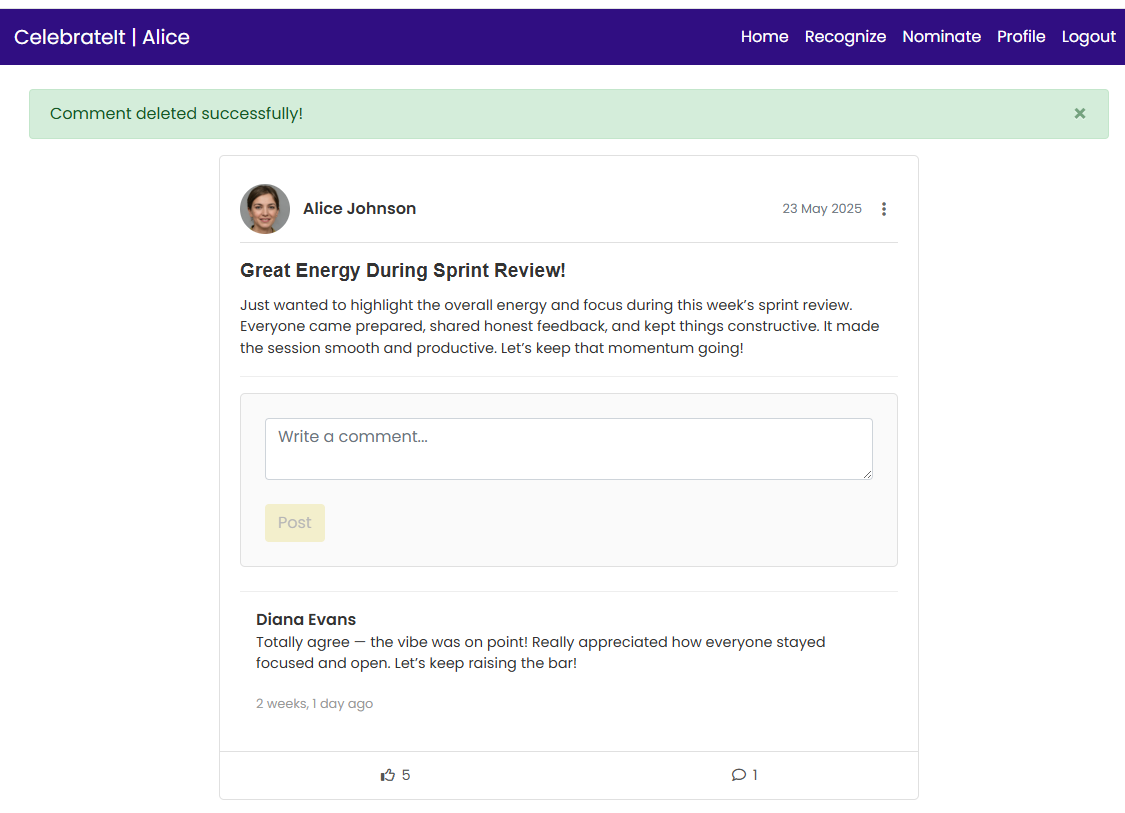 CelebrateIt | Alice
Home Recognize Nominate Profile Logout
Comment deleted successfully!
×
Alice Johnson
23 May 2025
Great Energy During Sprint Review!
Just wanted to highlight the overall energy and focus during this week’s sprint review.
Everyone came prepared, shared honest feedback, and kept things constructive. It made
the session smooth and productive. Let’s keep that momentum going!
Write a comment...
Post
Diana Evans
Totally agree — the vibe was on point! Really appreciated how everyone stayed
focused and open. Let’s keep raising the bar!
2 weeks, 1 day ago
5
1